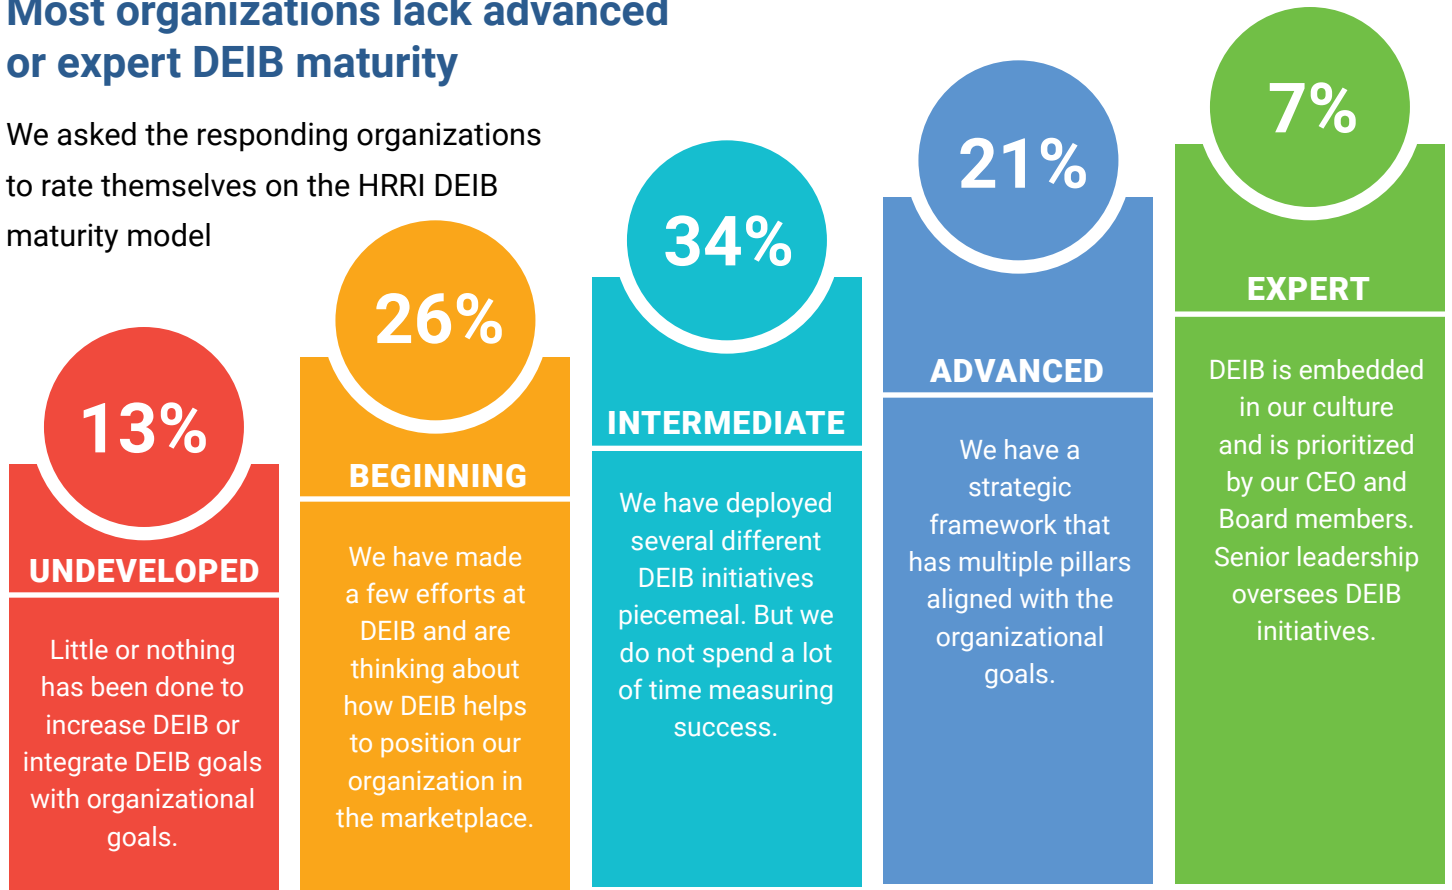 Most organizations lack advanced
or expert DEIB maturity
We asked the responding organizations
to rate themselves on the HRRI DEIB
maturity model
13%
UNDEVELOPED
Little or nothing
has been done to
increase DEIB or
integrate DEIB goals
with organizational
goals.
26%
BEGINNING
We have made
a few efforts at
DEIB and are
thinking about
how DEIB helps
to position our
organization in
the marketplace.
34%
INTERMEDIATE
We have deployed
several different
DEIB initiatives
piecemeal. But we
do not spend a lot
of time measuring
success.
21%
ADVANCED
We have a
strategic
framework that
has multiple pillars
aligned with the
organizational
goals.
7%
EXPERT
DEIB is embedded
in our culture
and is prioritized
by our CEO and
Board members.
Senior leadership
oversees DEIB
initiatives.